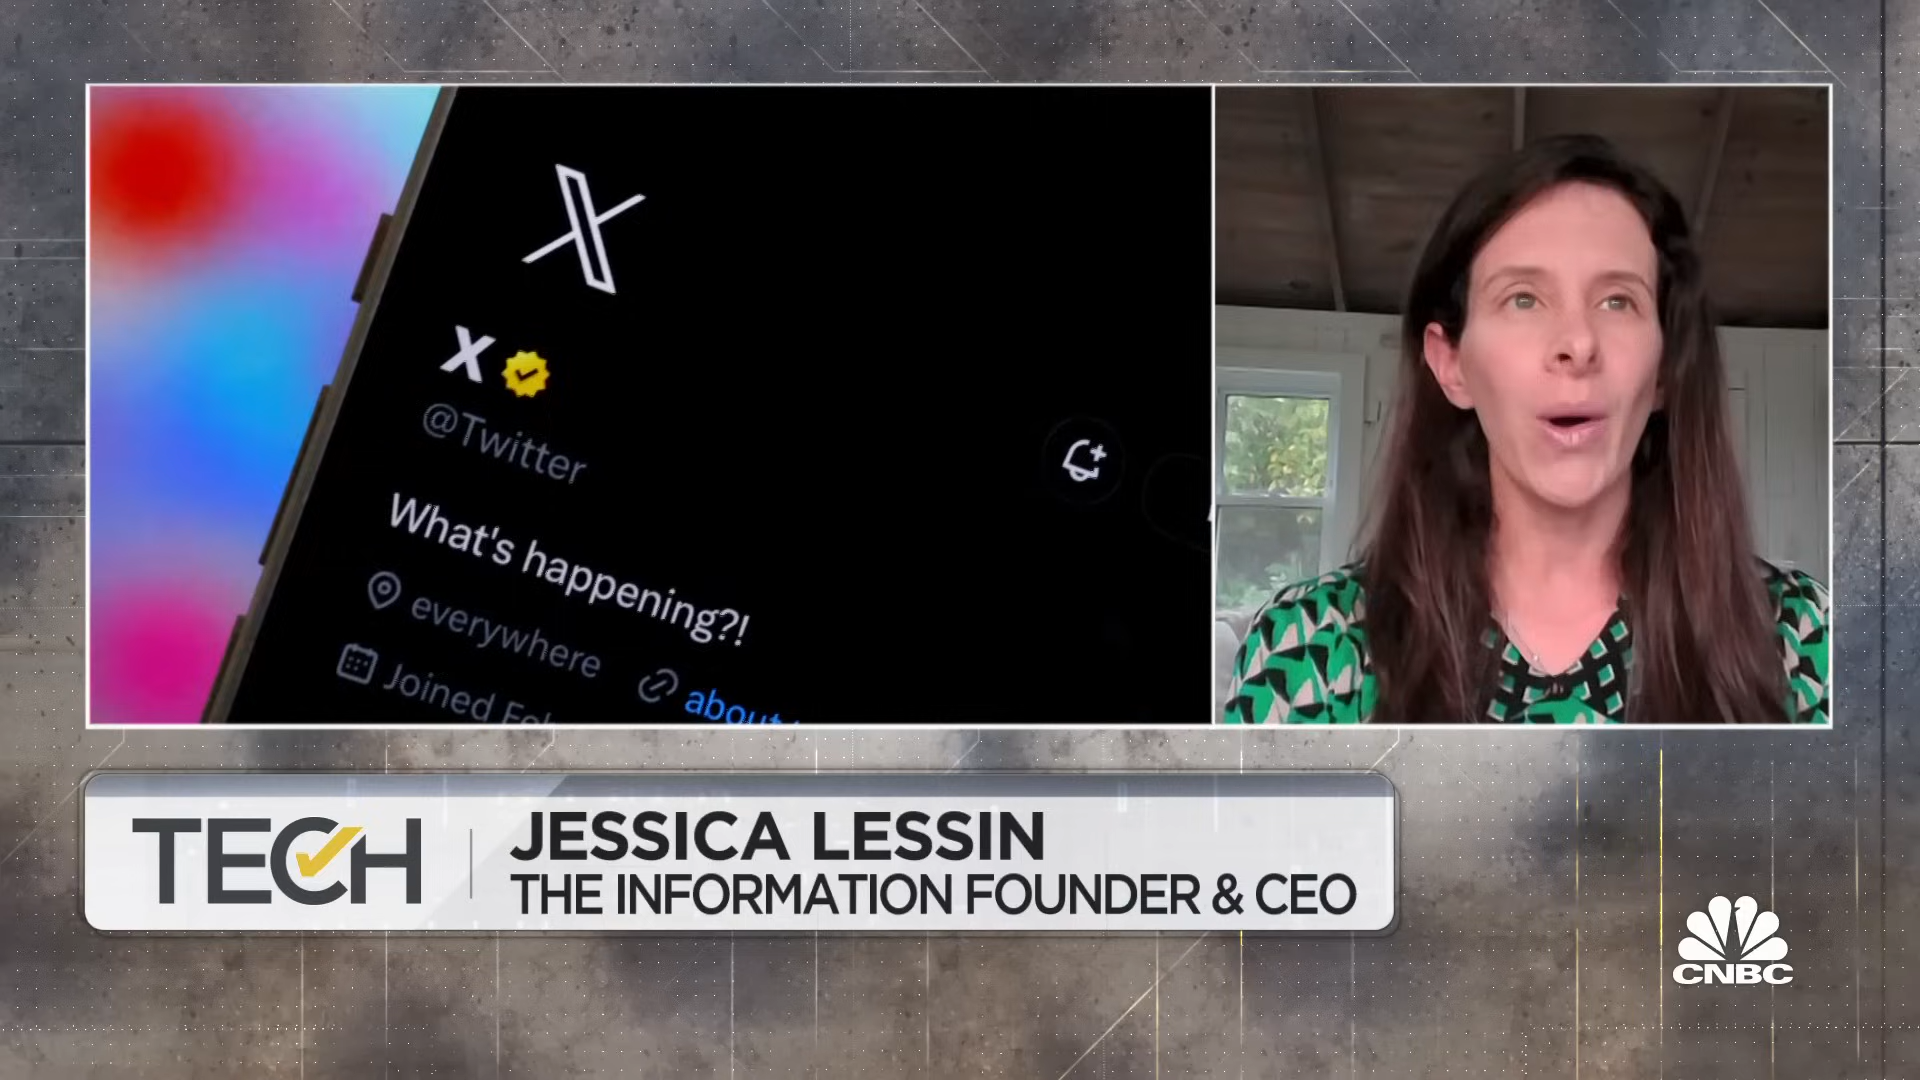 X
X
@Twitter
What's happening?!
everywhere
about
Joined
TECH
JESSICA LESSIN
THE INFORMATION FOUNDER & CEO
CNBC